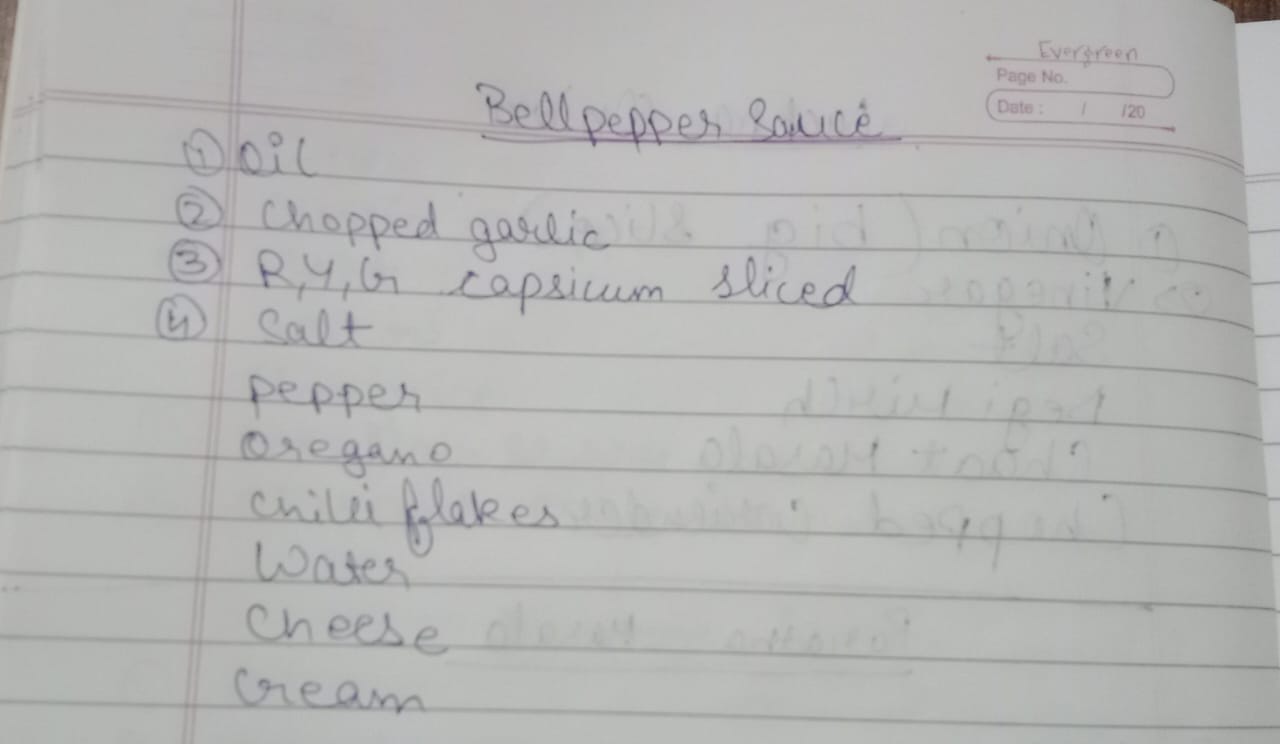 Evergreen
Page No.
Date : / /20
Bellpepper Sauce
① Oil
② Chopped garlic
③ R, Y, Gr capsicum sliced
④ Salt
Pepper
Oregano
Chilli flakes
Water
Cheese
Cream